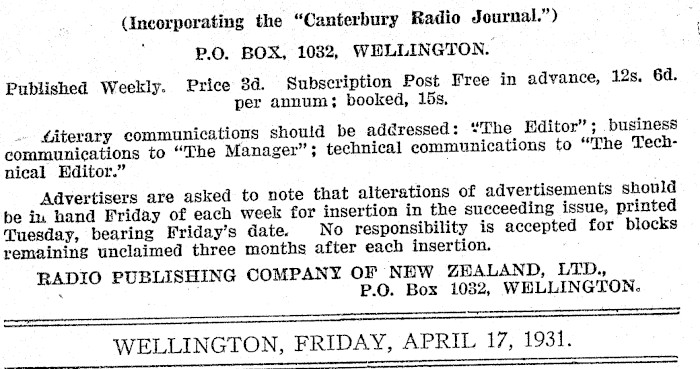 (Incorporating the "Canterbury Radio Journal.")
P.O. BOX, 1032, WELLINGTON.
Published Weekly. Price 3d. Subscription Post Free in advance, 12s. 6d.
per annum; booked, 15s.
Literary communications should be addressed: "The Editor"; business
communications to "The Manager"; technical communications to "The Tech-
nical Editor."
Advertisers are asked to note that alterations of advertisements should
be in hand Friday of each week for insertion in the succeeding issue, printed
Tuesday, bearing Friday's date. No responsibility is accepted for blocks
remaining unclaimed three months after each insertion.
RADIO PUBLISHING COMPANY OF NEW ZEALAND, LTD.,
P.O. Box 1032, WELLINGTON.
WELLINGTON, FRIDAY, APRIL 17, 1931.